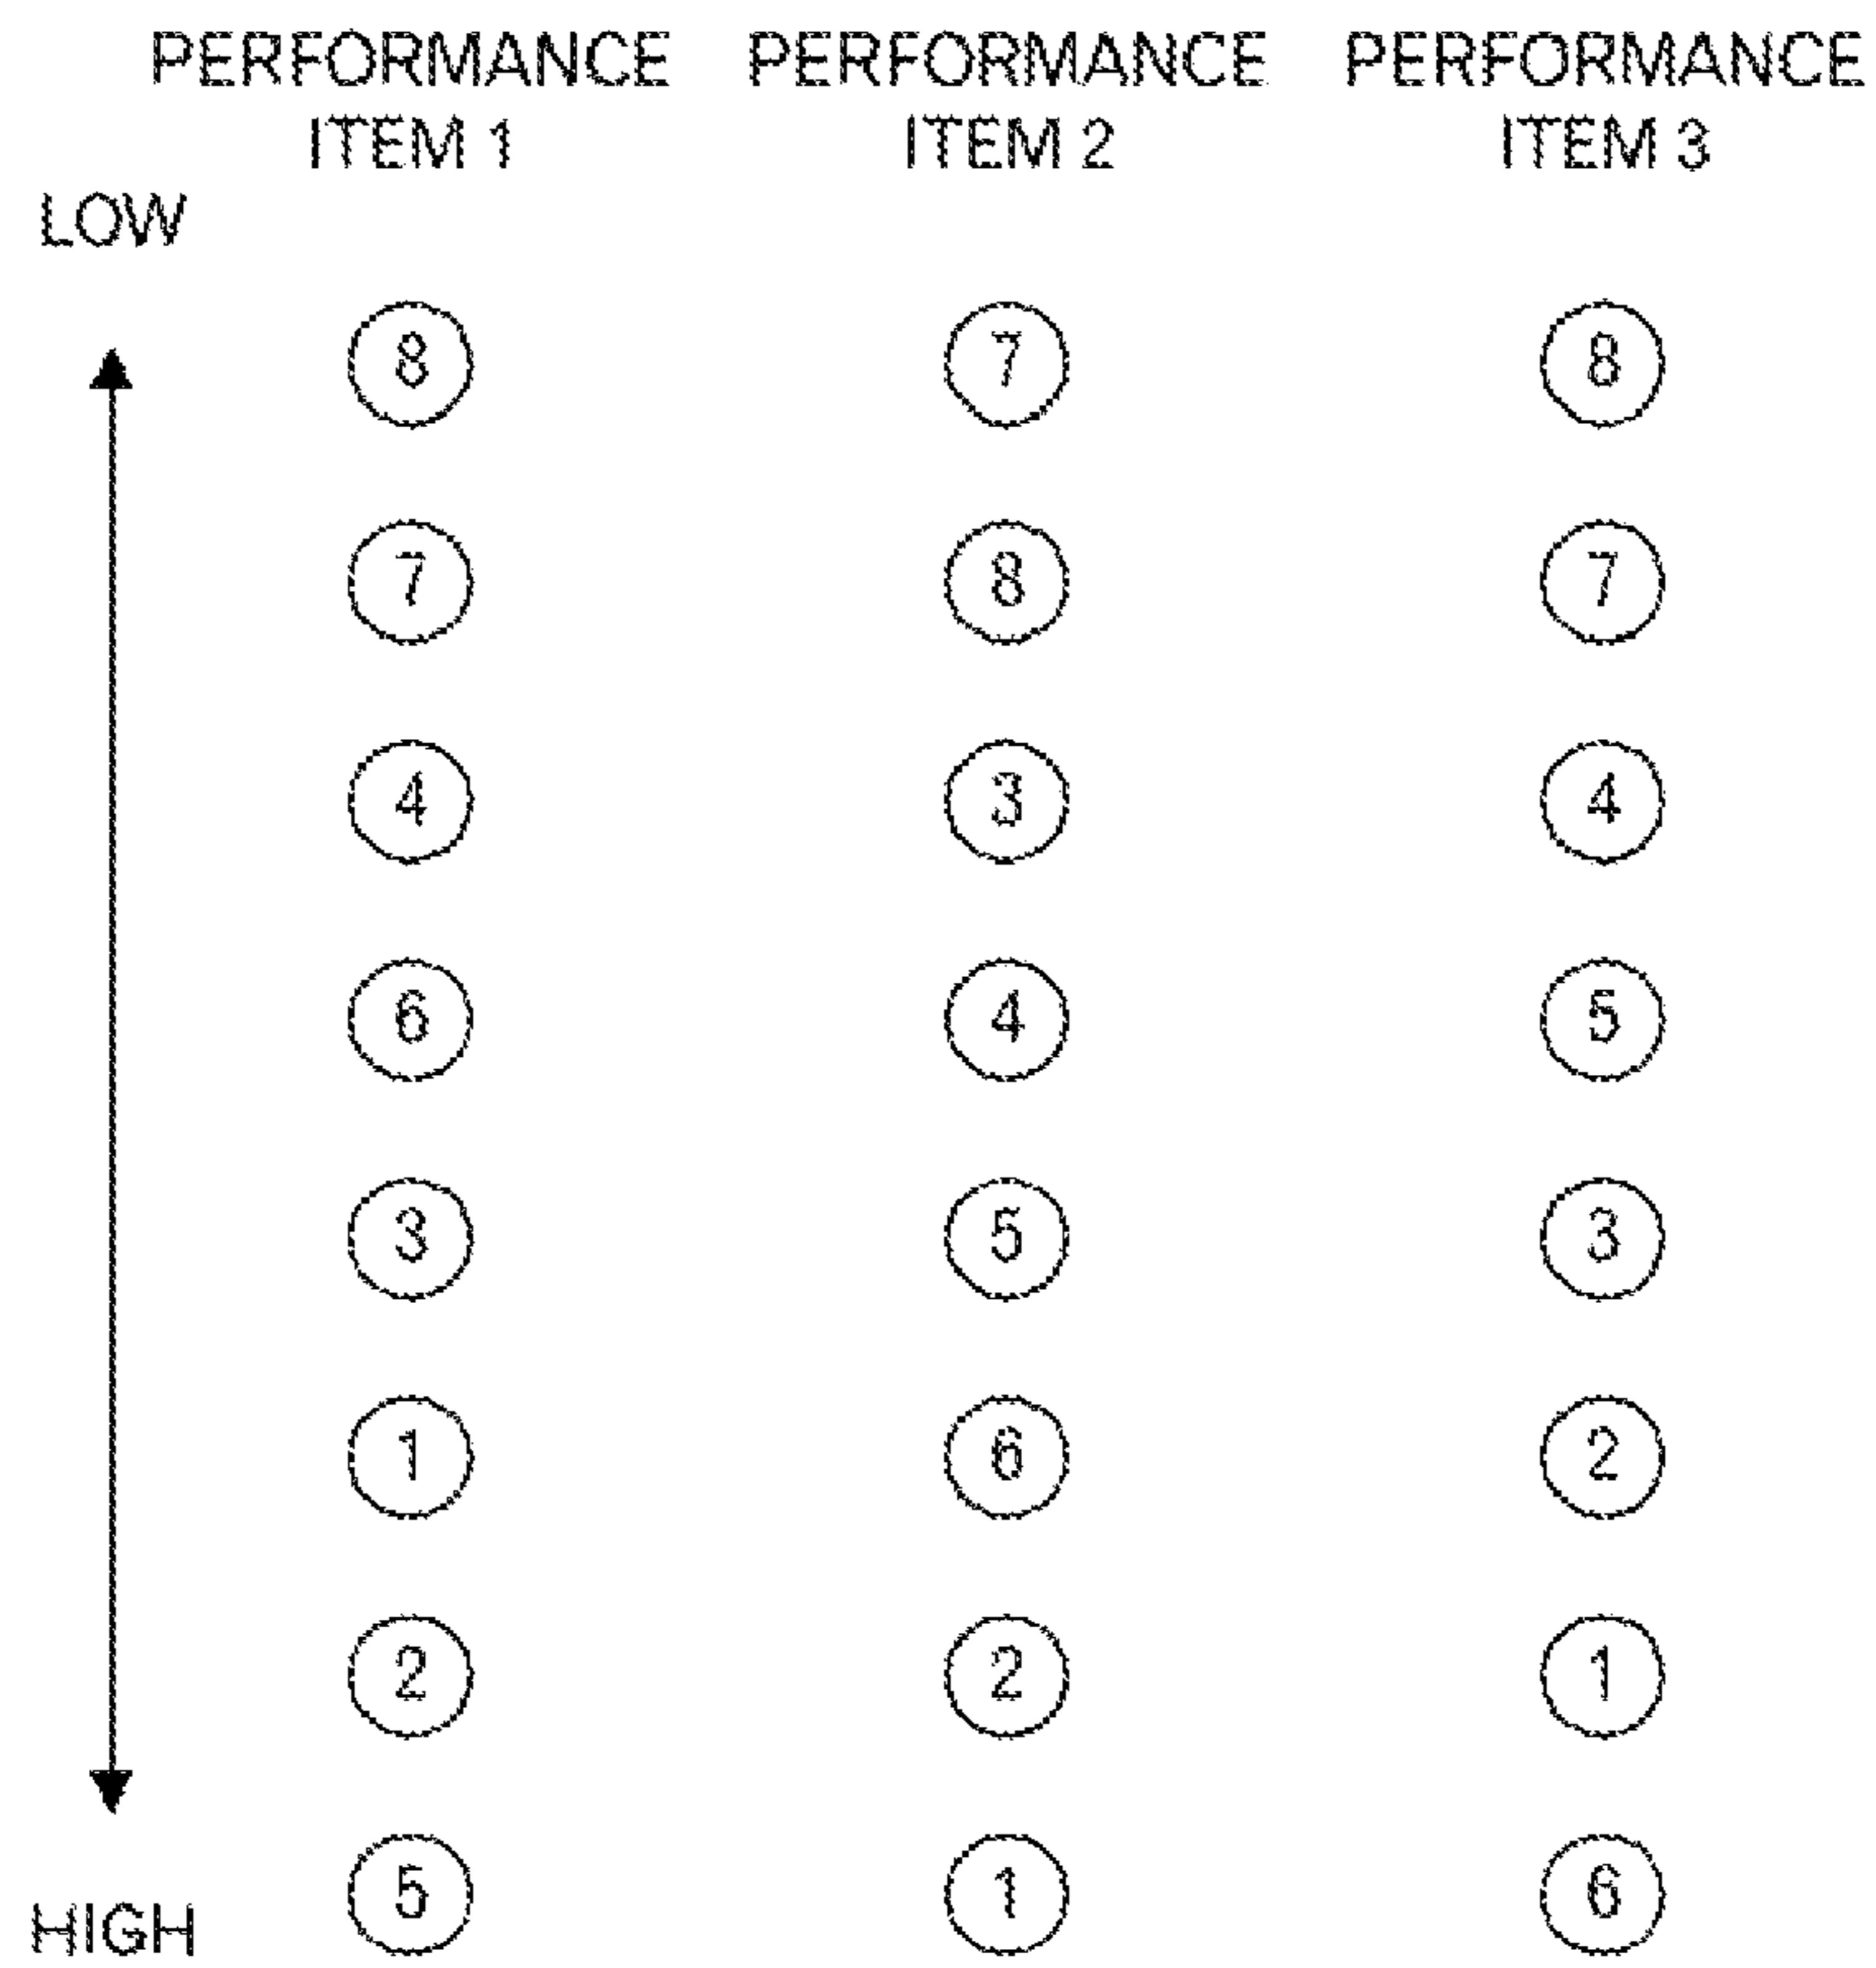 PERFORMANCE PERFORMANCE PERFORMANCE
ITEM 1 ITEM 2 ITEM 3
LOW
8 7 8
7 8 7
4 3 4
6 4 5
3 5 3
1 6 2
2 2 1
5 1 6
HIGH